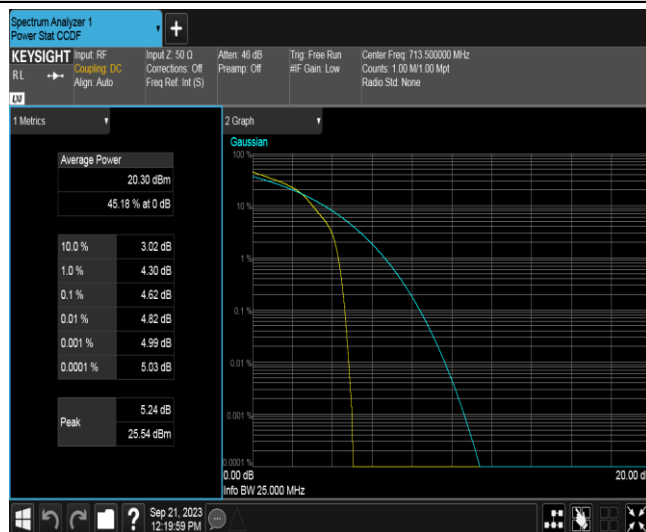 Spectrum Analyzer 1
Power Stat CCDF
KEYSIGHT
RL
Input: RF
Coupling: DC
Align: Auto
Input Z: 50 Ω
Corrections: Off
Freq Ref: Int (S)
Atten: 46 dB
Preamp: Off
Trig: Free Run
#IF Gain: Low
Center Freq: 713.500000 MHz
Counts: 1.00 M/1.00 Mpt
Radio Std: None
LXI
1 Metrics
Average Power
20.30 dBm
45.18 % at 0 dB
10.0 % 3.02 dB
1.0 % 4.30 dB
0.1 % 4.62 dB
0.01 % 4.82 dB
0.001 % 4.99 dB
0.0001 % 5.03 dB
Peak
5.24 dB
25.54 dBm
2 Graph
Gaussian
100 %
10 %
1 %
0.1 %
0.01 %
0.001 %
0.0001 %
0.00 dB
20.00 d
Info BW 25.000 MHz
?
Sep 21, 2023
12:19:59 PM